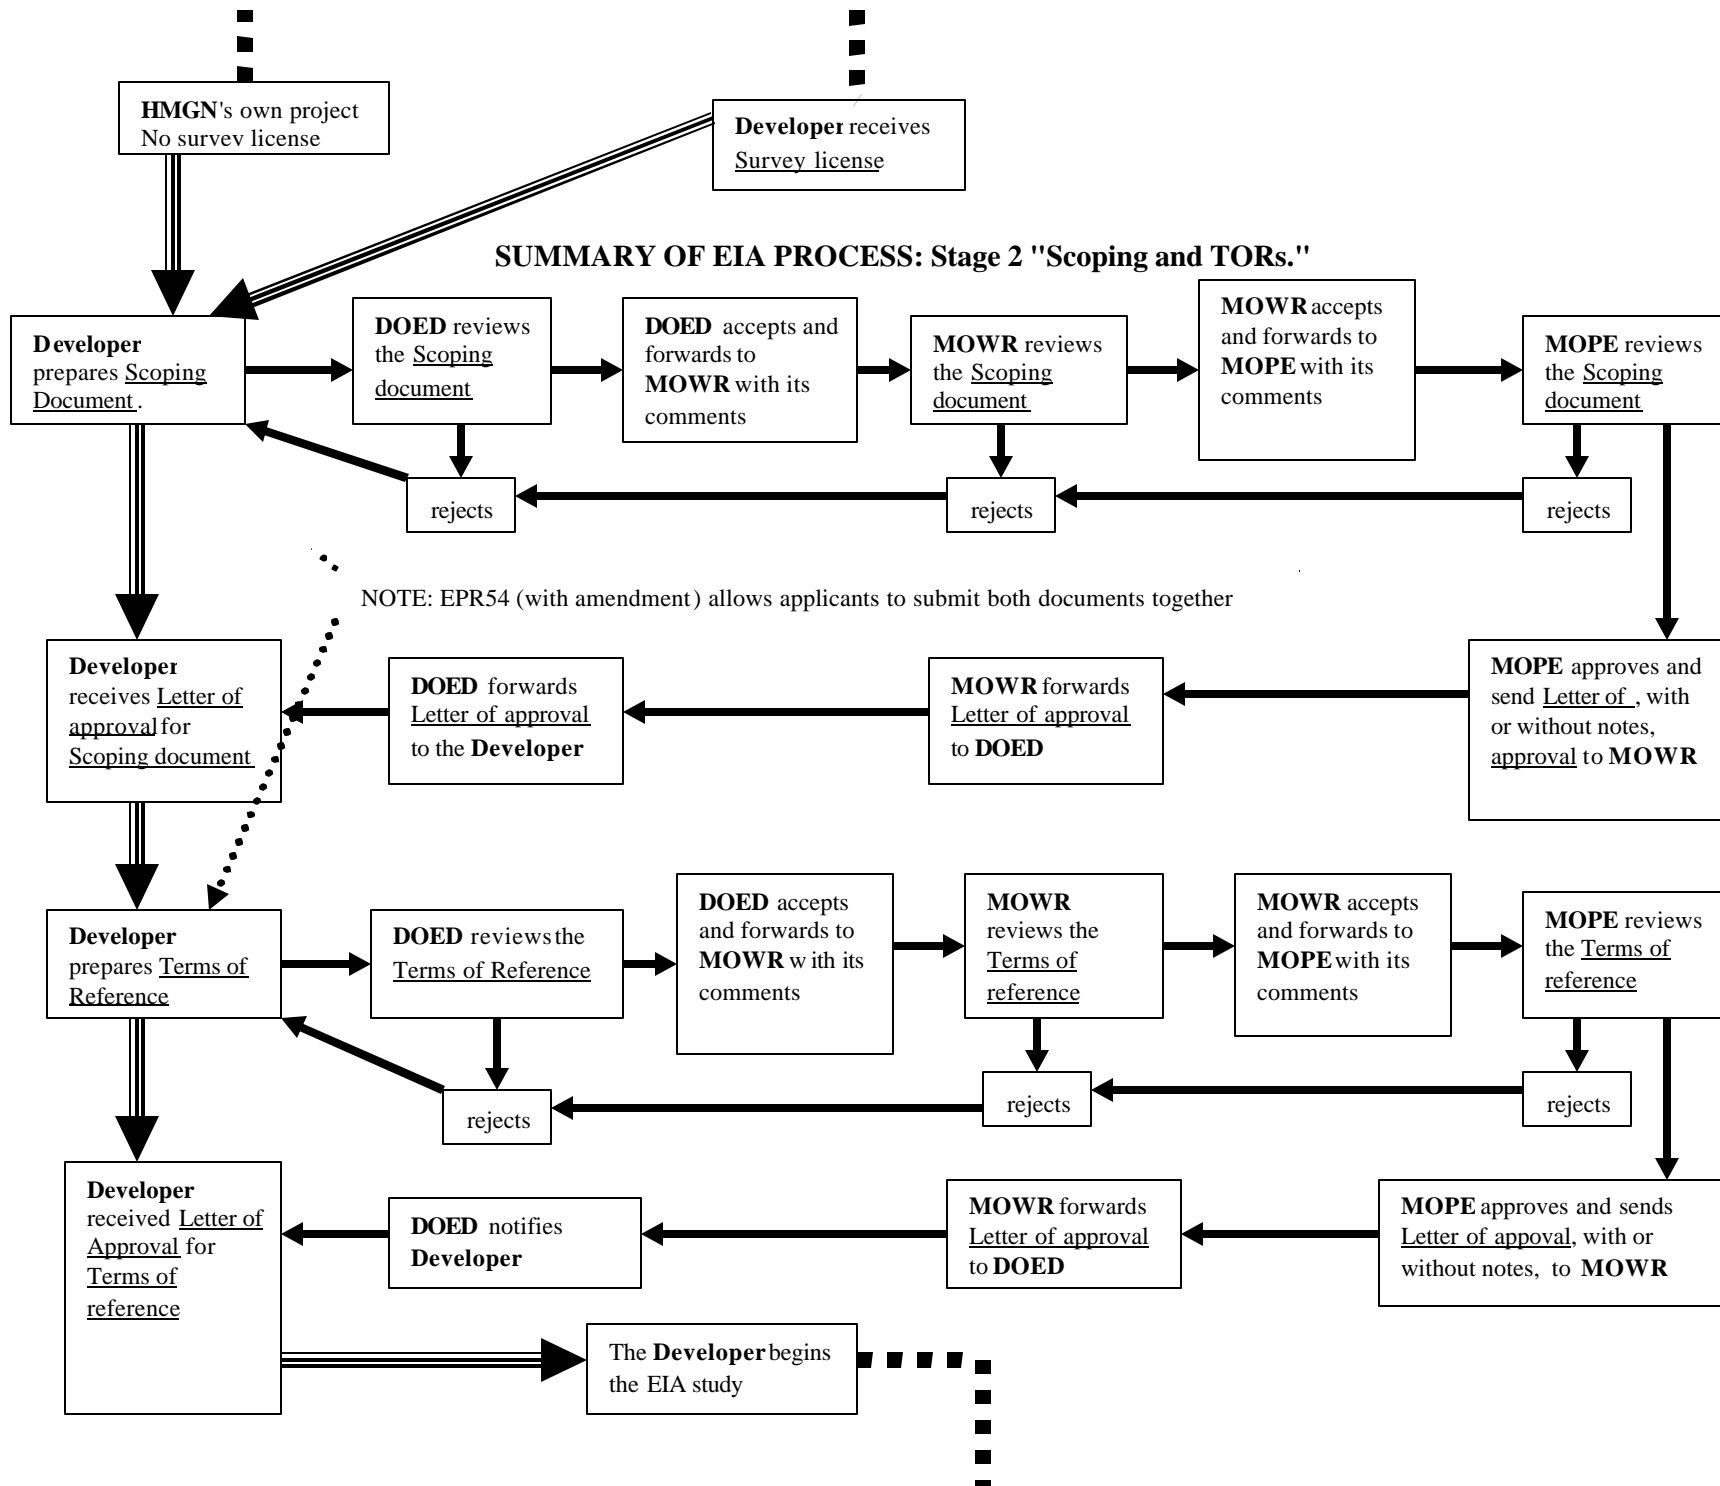 HMGN's own project
No survey license
Developer receives
Survey license
SUMMARY OF EIA PROCESS: Stage 2 "Scoping and TORs."
Developer
prepares Scoping
Document.
DOED reviews
the Scoping
document
DOED accepts and
forwards to
MOWR with its
comments
MOWR reviews
the Scoping
document
MOWR accepts
and forwards to
MOPE with its
comments
MOPE reviews
the Scoping
document
rejects
rejects
rejects
NOTE: EPR54 (with amendment) allows applicants to submit both documents together
Developer
receives Letter of
approval for
Scoping document
DOED forwards
Letter of approval
to the Developer
MOWR forwards
Letter of approval
to DOED
MOPE approves and
send Letter of , with
or without notes,
approval to MOWR
Developer
prepares Terms of
Reference
DOED reviews the
Terms of Reference
DOED accepts
and forwards to
MOWR with its
comments
MOWR
reviews the
Terms of
reference
MOWR accepts
and forwards to
MOPE with its
comments
MOPE reviews
the Terms of
reference
rejects
rejects
rejects
Developer
received Letter of
Approval for
Terms of
reference
DOED notifies
Developer
MOWR forwards
Letter of approval
to DOED
MOPE approves and sends
Letter of appoval, with or
without notes, to MOWR
The Developer begins
the EIA study